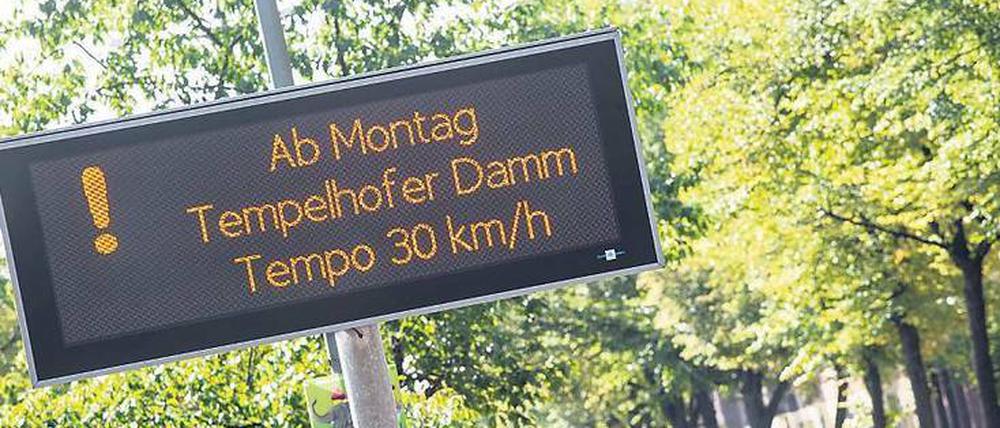 Ab Montag
! Tempelhofer Damm
Tempo 30 km/h